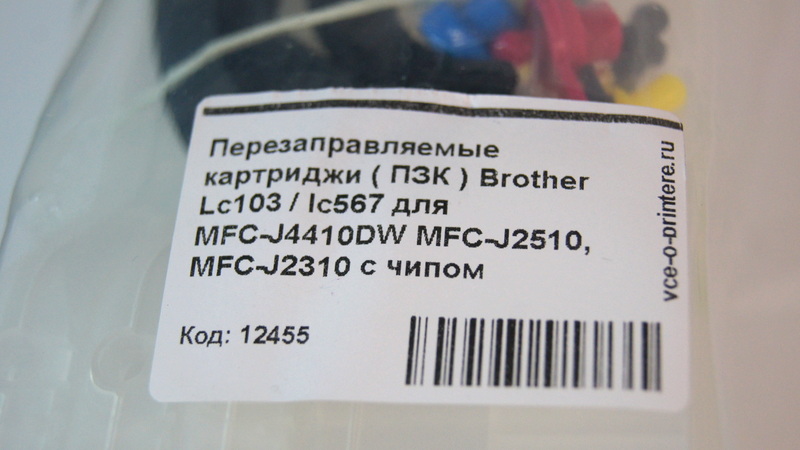 Перезаправляемые
картриджи ( ПЗК ) Brother
Lc103 / lc567 для
MFC-J4410DW MFC-J2510,
MFC-J2310 с чипом
Код: 12455
vce-o-printere.ru